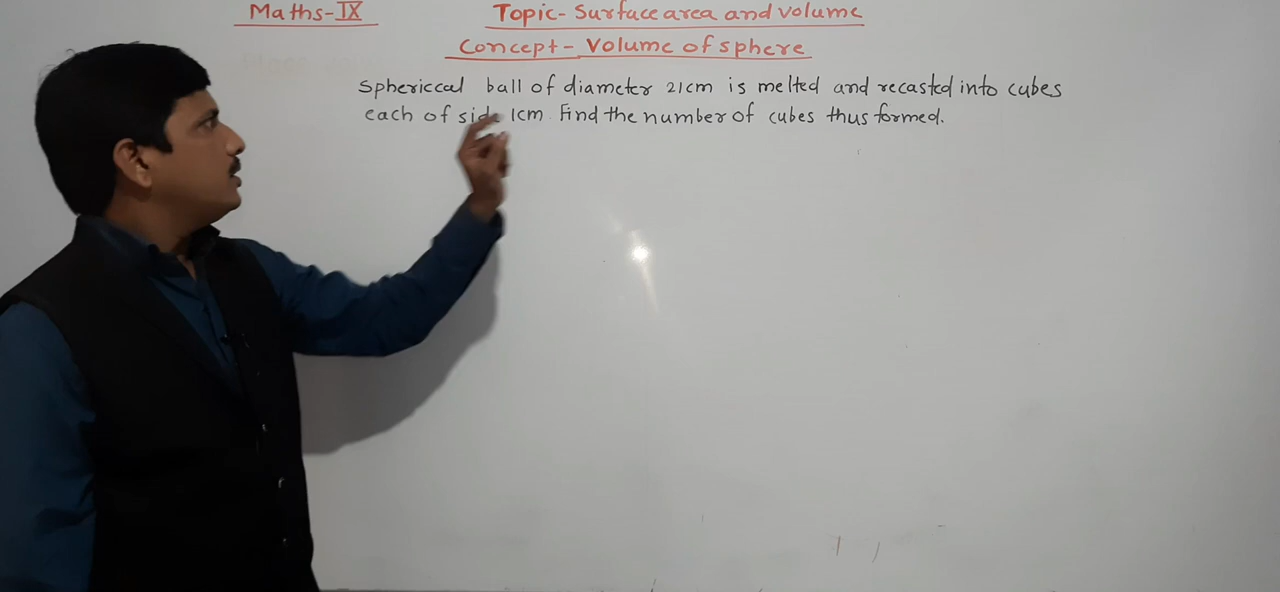 Maths-IX
Topic- Surface area and volume
Concept- Volume of sphere
Sphericcal ball of diameter 21cm is melted and recasted into cubes
each of side 1cm. Find the number of cubes thus formed.